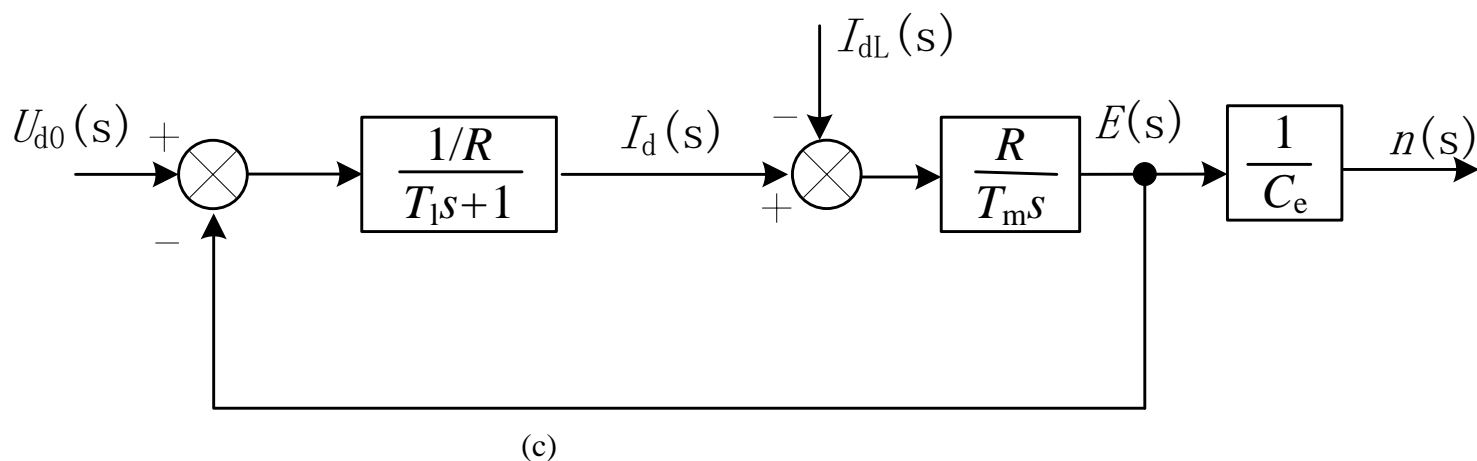 U_d0(s)
+
−
1/R
T_l s+1
I_d(s)
I_dL(s)
−
+
R
T_m s
E(s)
1
C_e
n(s)
(c)